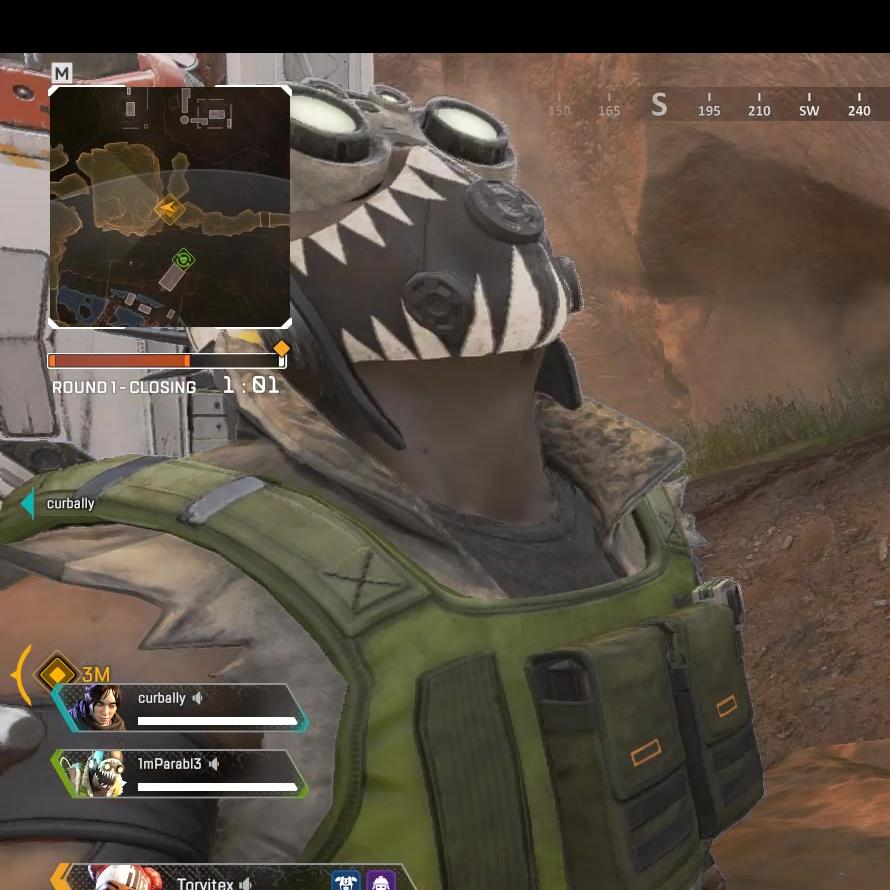 M
150 165 S 195 210 SW 240
ROUND 1 - CLOSING 1:01
curbally
3M
curbally
1mParabl3
Torvitex